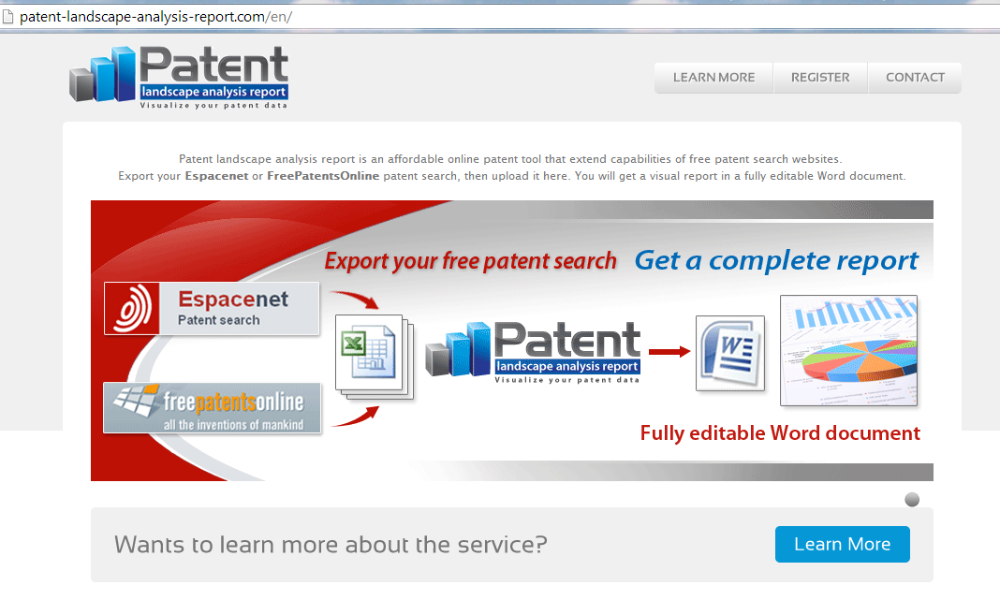 patent-landscape-analysis-report.com/en/
Patent
landscape analysis report
Visualize your patent data
LEARN MORE
REGISTER
CONTACT
Patent landscape analysis report is an affordable online patent tool that extend capabilities of free patent search websites.
Export your Espacenet or FreePatentsOnline patent search, then upload it here. You will get a visual report in a fully editable Word document.
Export your free patent search
Get a complete report
Espacenet
Patent search
freepatentsonline
all the inventions of mankind
Patent
landscape analysis report
Visualize your patent data
Fully editable Word document
Wants to learn more about the service?
Learn More